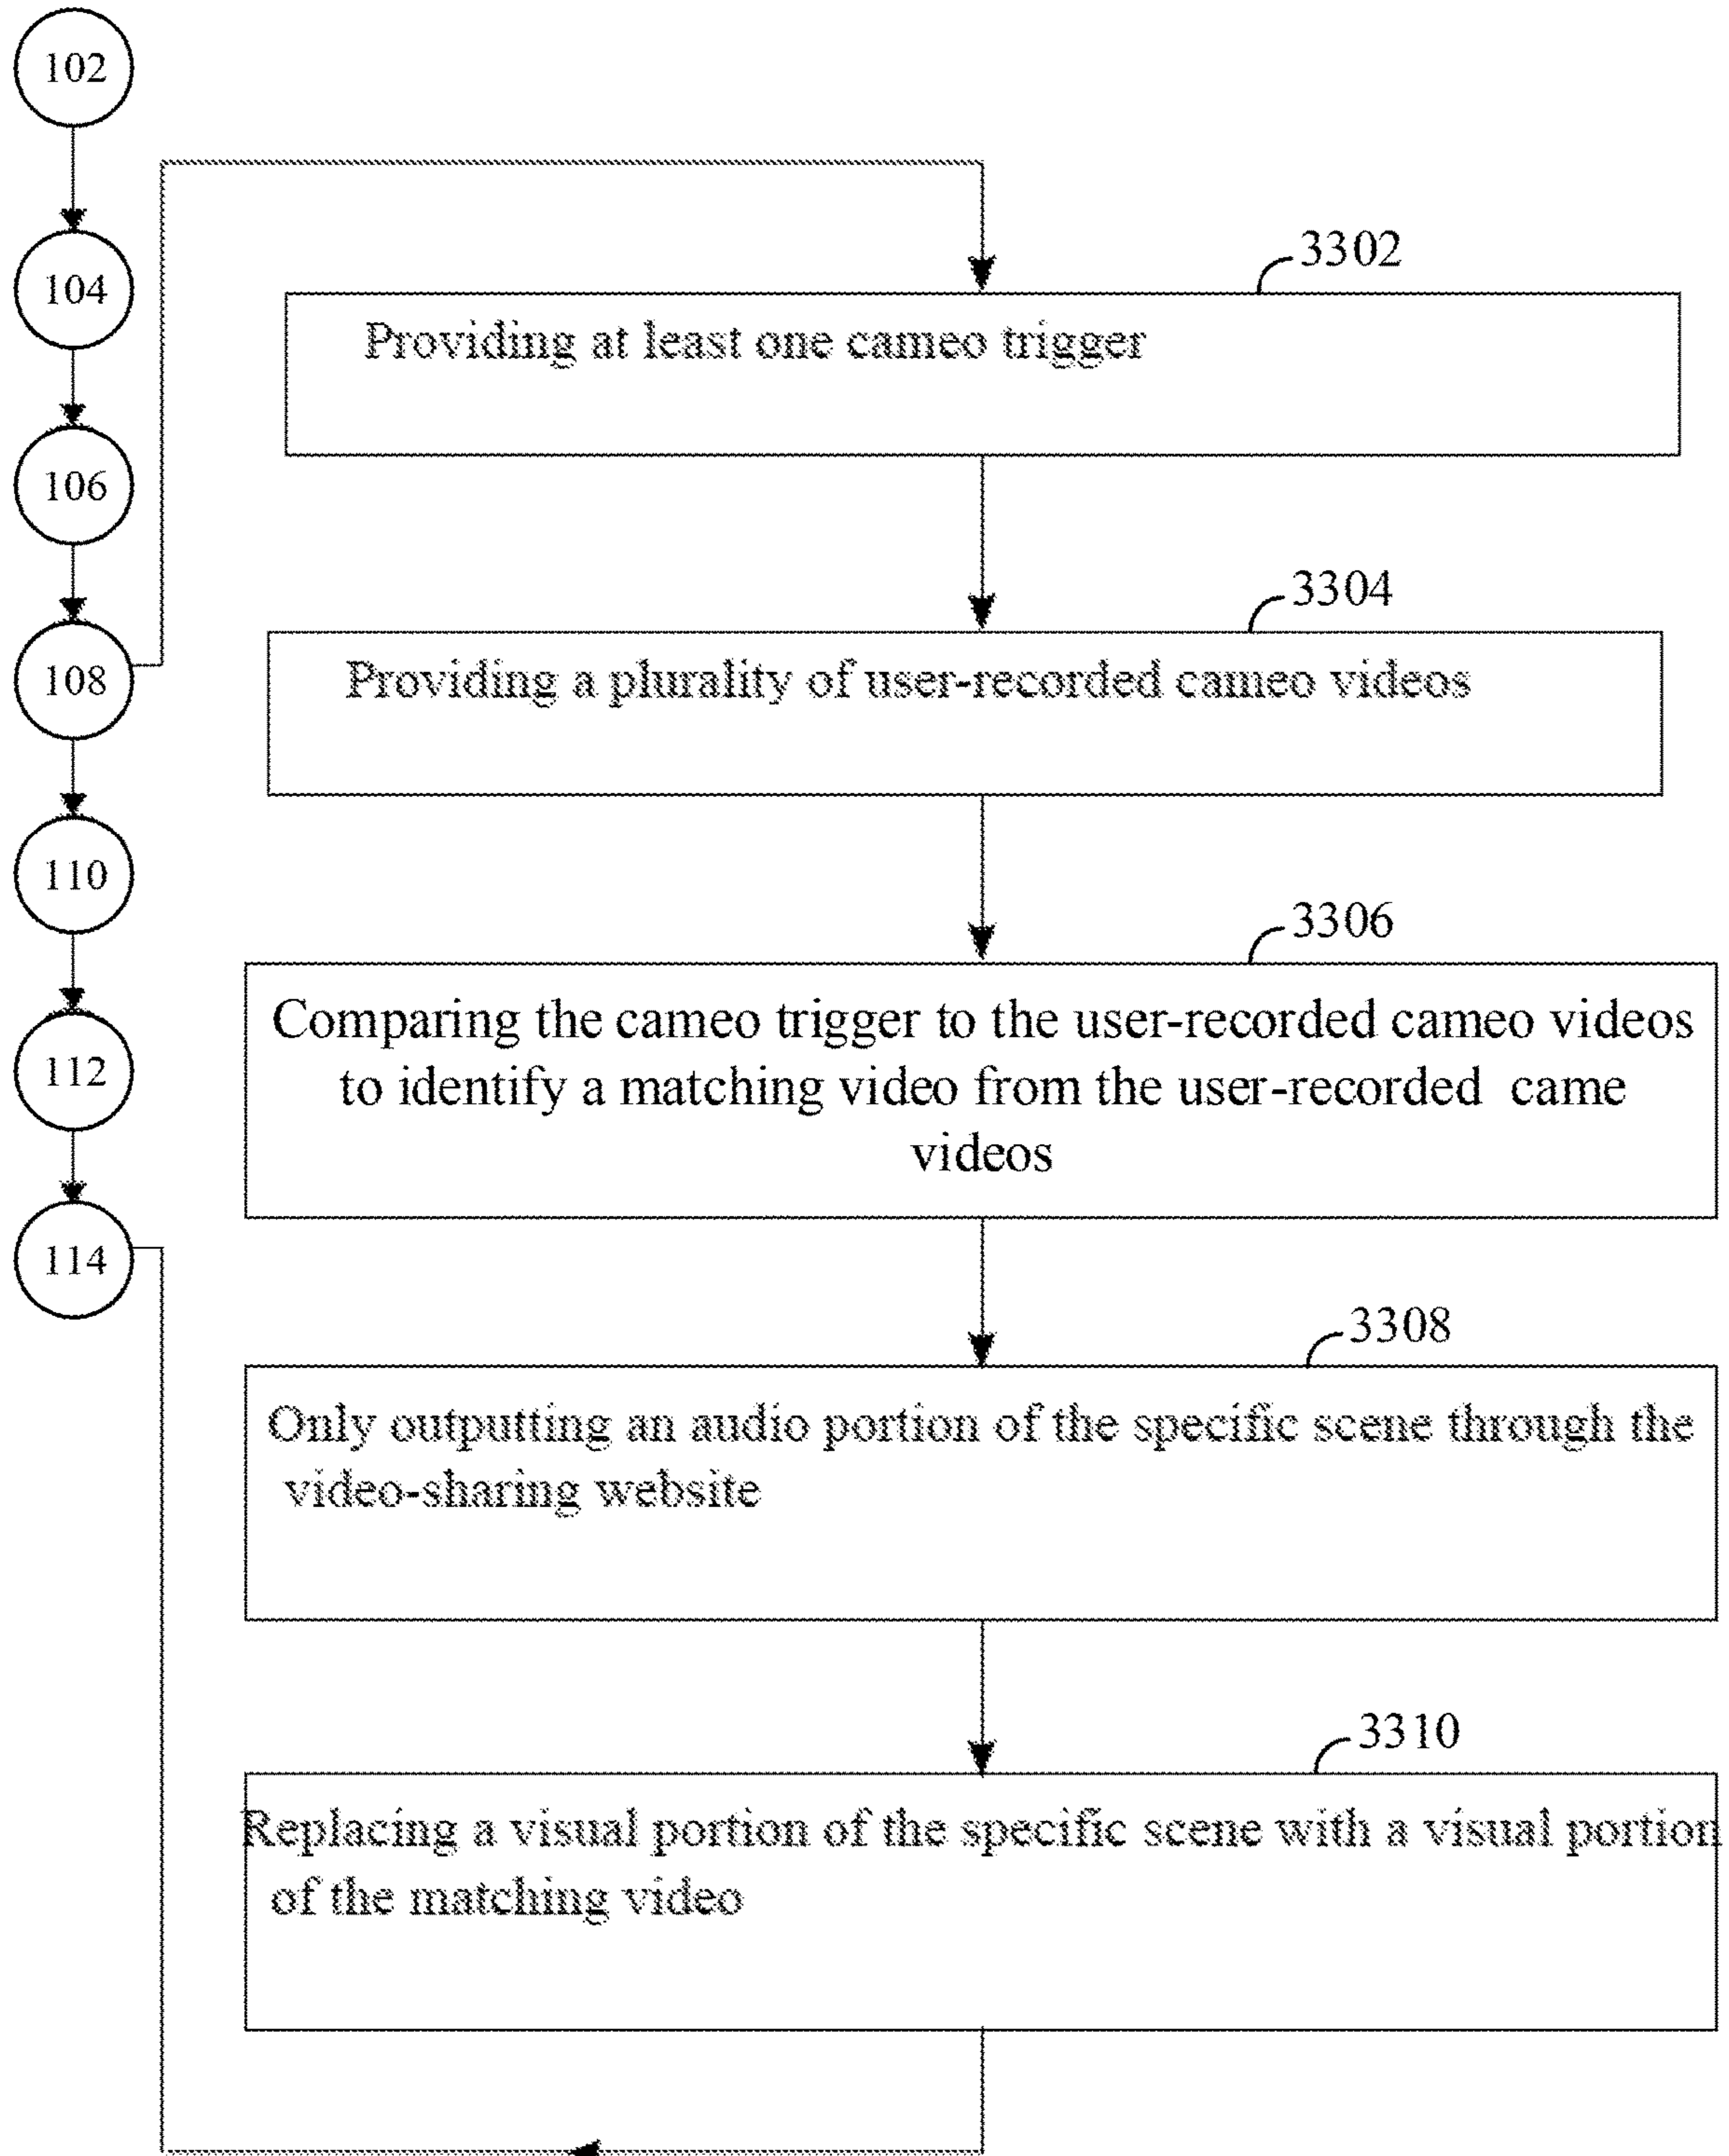 102
104
106
108
110
112
114
3302
Providing at least one cameo trigger
3304
Providing a plurality of user-recorded cameo videos
3306
Comparing the cameo trigger to the user-recorded cameo videos
to identify a matching video from the user-recorded came
videos
3308
Only outputting an audio portion of the specific scene through the
video-sharing website
3310
Replacing a visual portion of the specific scene with a visual portion
of the matching video